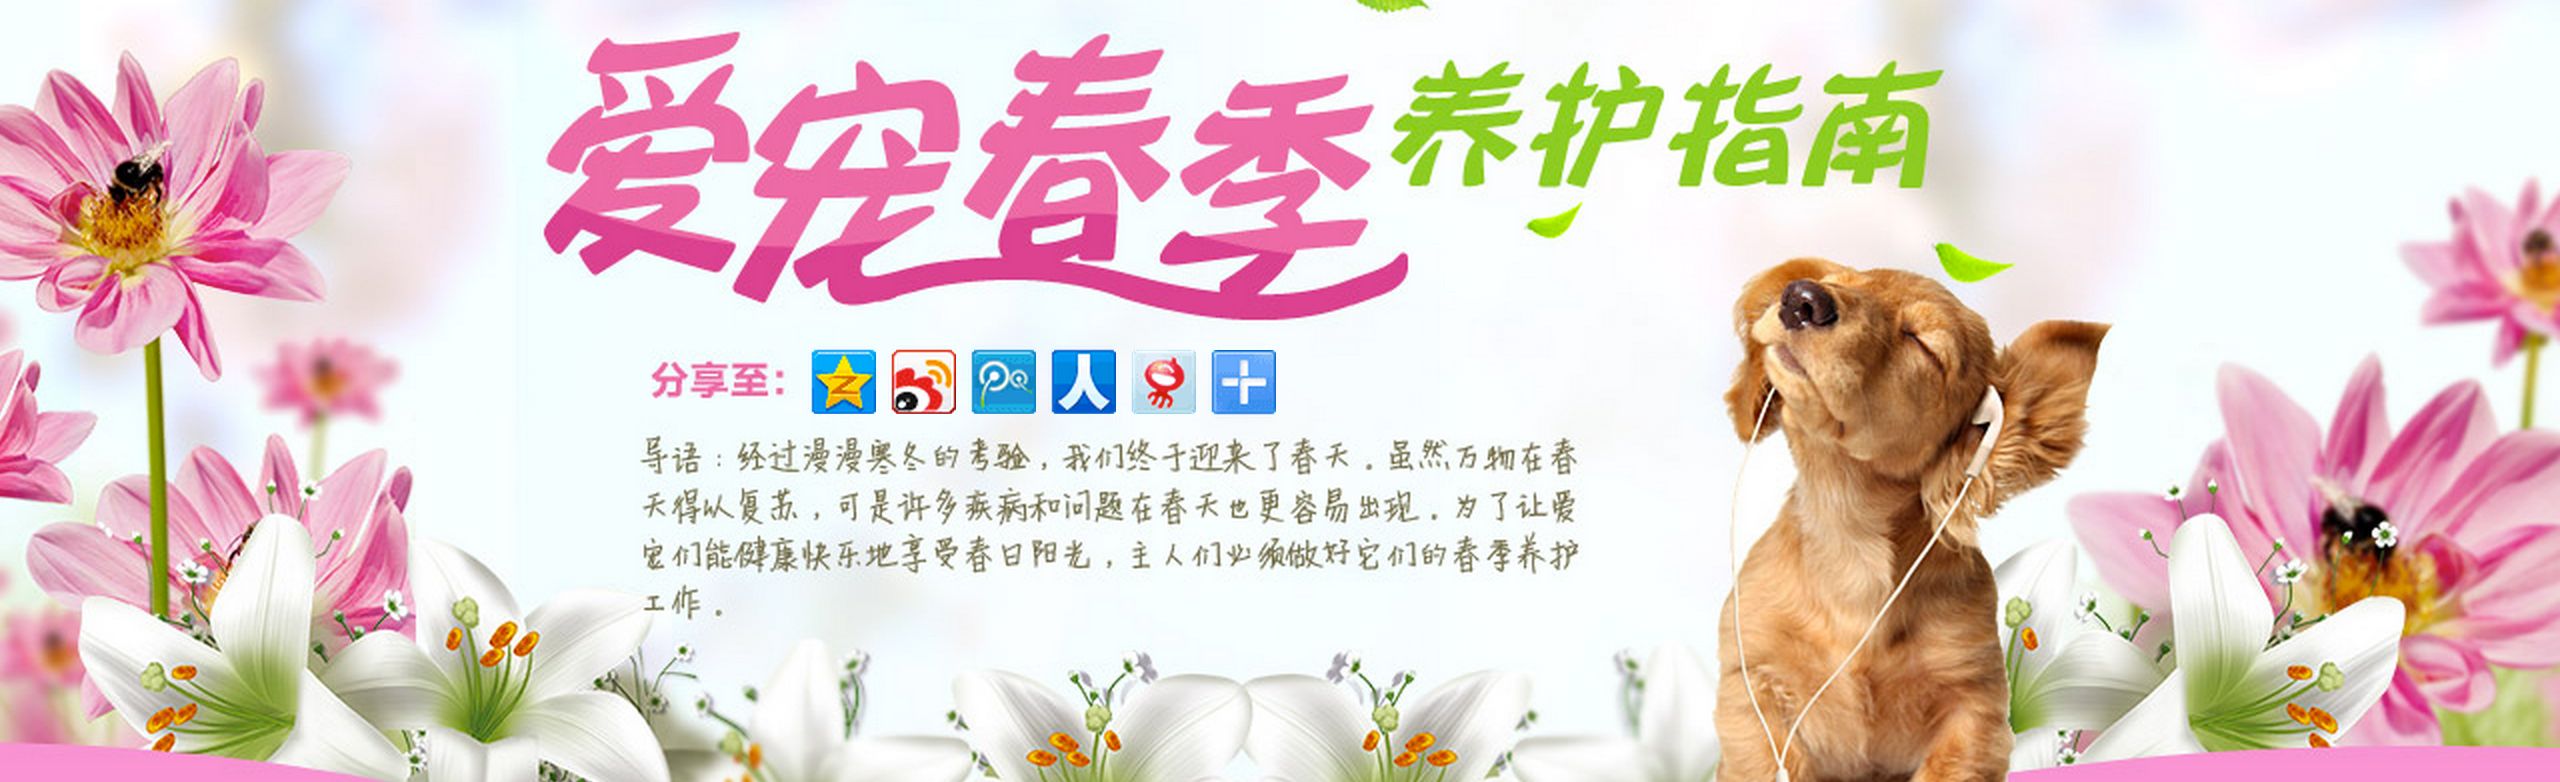 爱宠春季养护指南
分享至：
导语：经过漫漫寒冬的考验，我们终于迎来了春天。虽然万物在春
天得以复苏，可是许多疾病和问题在春天也更容易出现。为了让爱
宠们能健康快乐地享受春日阳光，主人们必须做好它们的春季养护
工作。